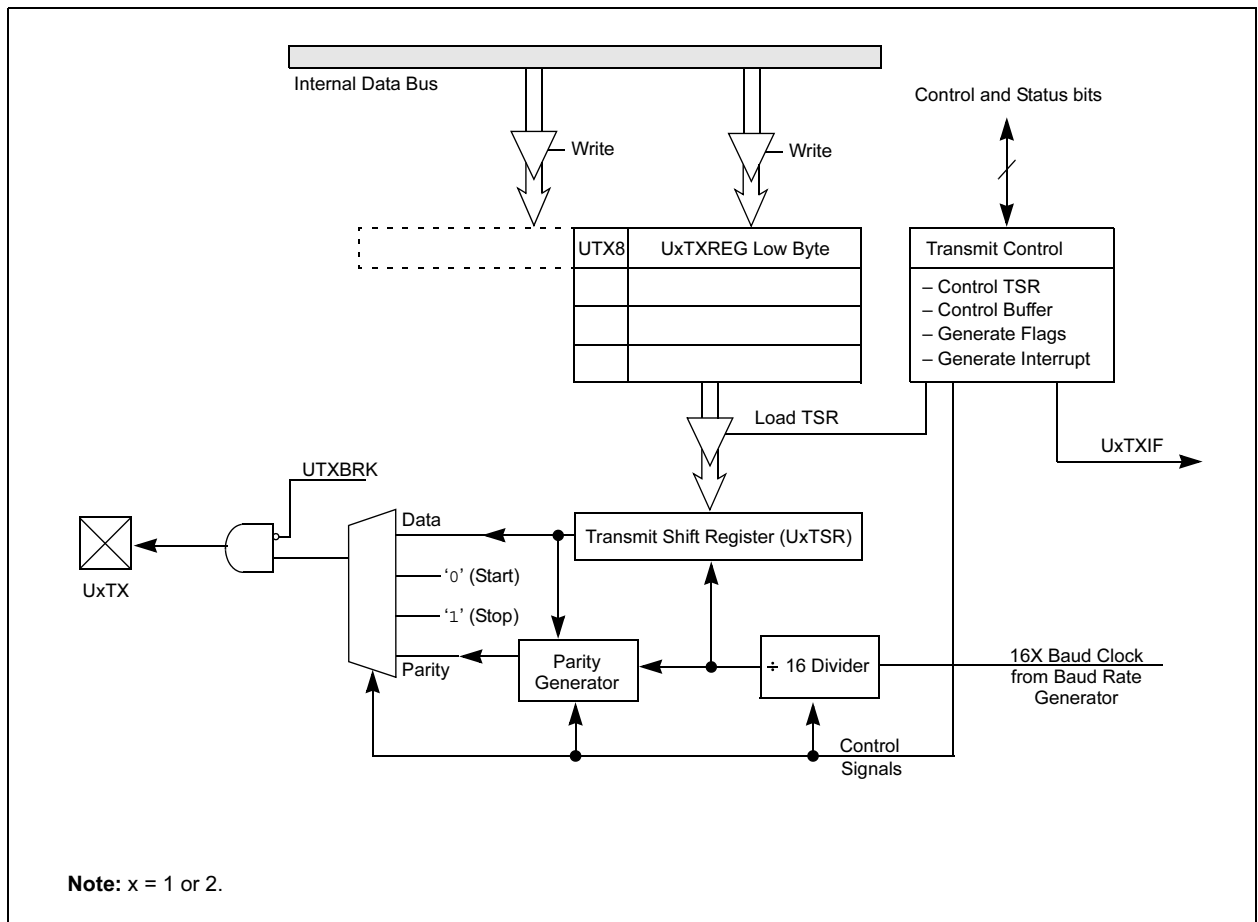 Internal Data Bus
Control and Status bits
Write
Write
UTX8
UxTXREG Low Byte
Transmit Control
– Control TSR
– Control Buffer
– Generate Flags
– Generate Interrupt
Load TSR
UxTXIF
UTXBRK
Data
Transmit Shift Register (UxTSR)
UxTX
‘0’ (Start)
‘1’ (Stop)
Parity
Parity
Generator
÷ 16 Divider
16X Baud Clock
from Baud Rate
Generator
Control
Signals
Note: x = 1 or 2.